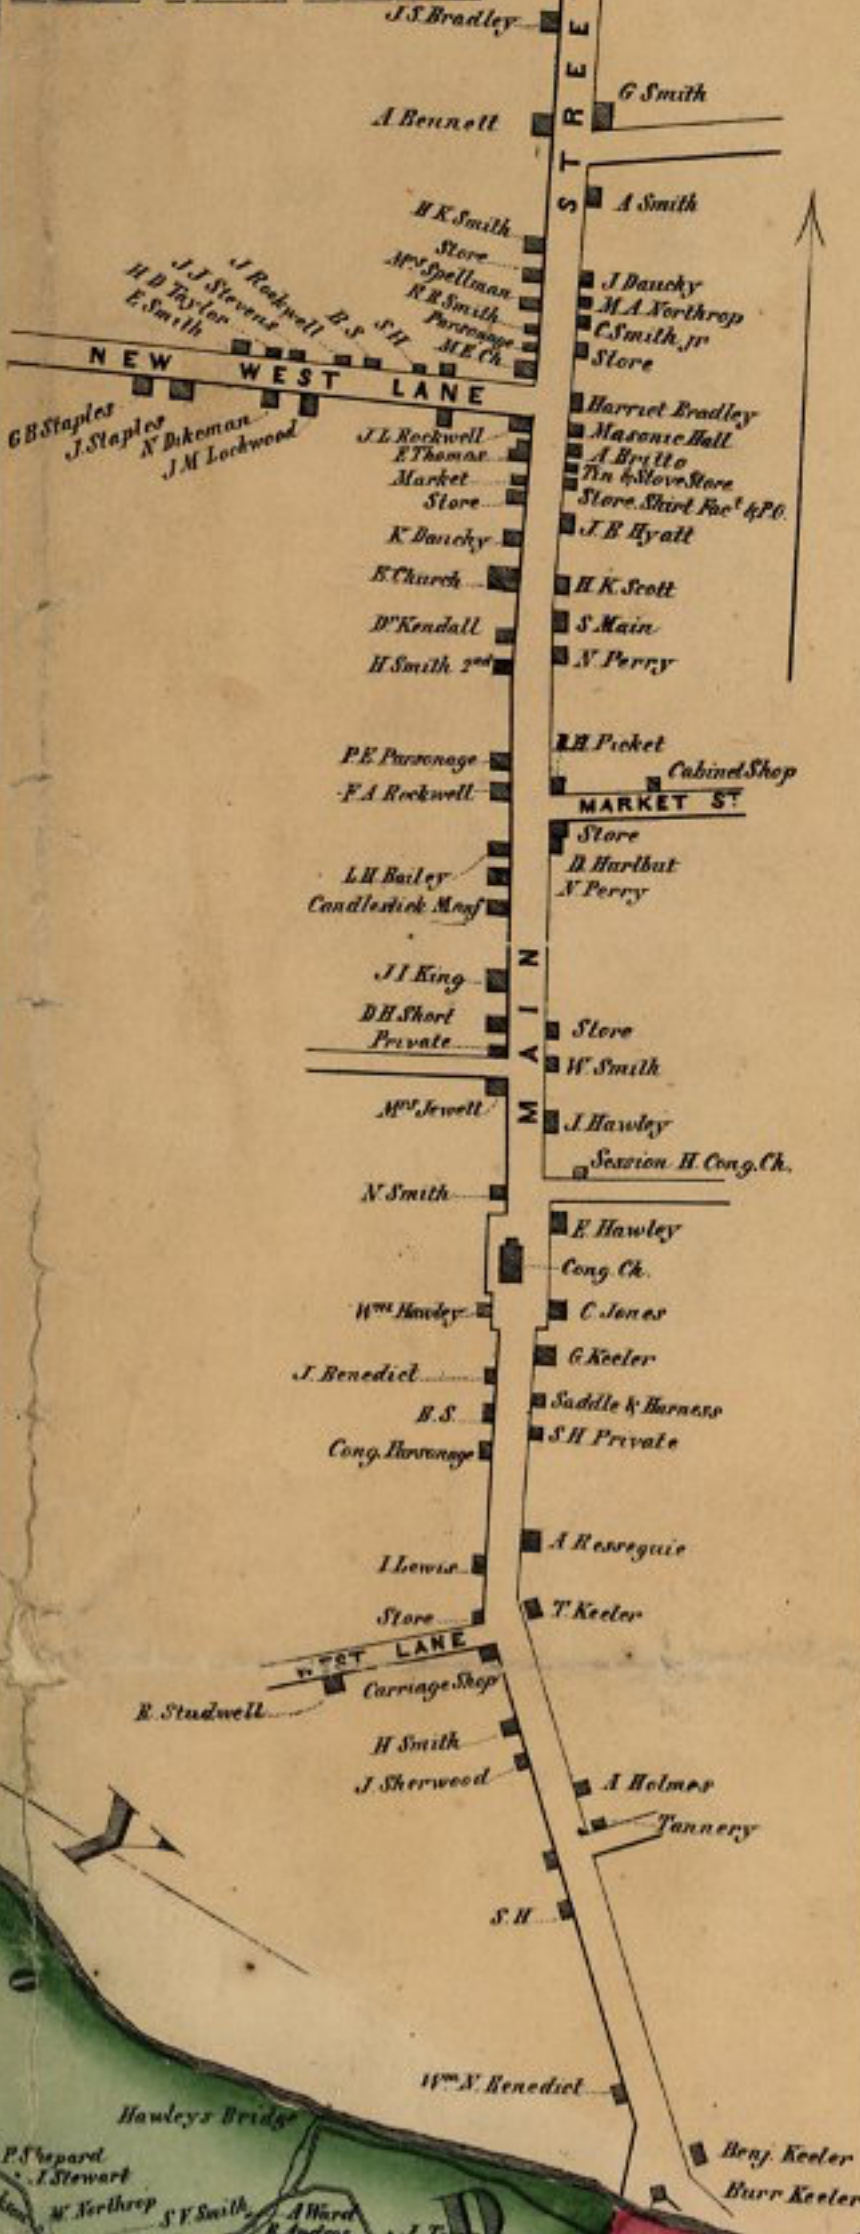 J.S. Bradley
STREE
G Smith
A Bennett
A Smith
H K Smith
Store
Mrs Spellman
R B Smith
Parsonage
M E Ch.
J Dauchy
M.A. Northrop
C. Smith jr
Store
J Rockwell
J J Stevens
H D Taylor
E Smith
B S
S H
NEW WEST LANE
G B Staples
J. Staples
N Dikeman
J M Lockwood
J.L. Rockwell
E Thomas
Market
Store
K Dauchy
E. Church
Dr Kendall
H Smith 2nd
Harriet Bradley
Masonic Hall
A Britto
Tin & Stove Store
Store. Shirt Fact & P.O.
J.B Hyatt
H.K. Scott
S Main
N Perry
P.E Parsonage
F A Rockwell
H. Picket
Cabinet Shop
MARKET ST
Store
D. Hurlbut
N Perry
L H Bailey
Candlestick Manf
J I King
D H Short
Private
MAIN
Store
W. Smith
Mrs Jewell
J. Hawley
Session H. Cong. Ch.
N. Smith
E Hawley
Cong. Ch.
Wm Hawley
C Jones
G. Keeler
J. Benedict
Saddle & Harness
B.S.
S.H Private
Cong. Parsonage
A Resseguie
I Lewis
T. Keeler
Store
WEST LANE
Carriage Shop
R. Studwell
H Smith
J. Sherwood
A Holmes
Tannery
Y
S.H
O
Wm N. Benedict
Hawleys Bridge
Benj. Keeler
Burr Keeler
P. Shepard
J. Stewart
W. Northrop
S V. Smith
A Ward
D